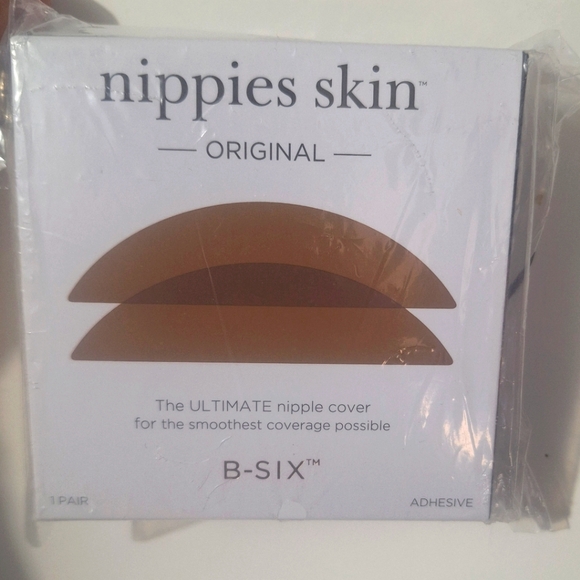 nippies skin™
ORIGINAL
The ULTIMATE nipple cover
for the smoothest coverage possible
B-SIX™
1 PAIR
ADHESIVE